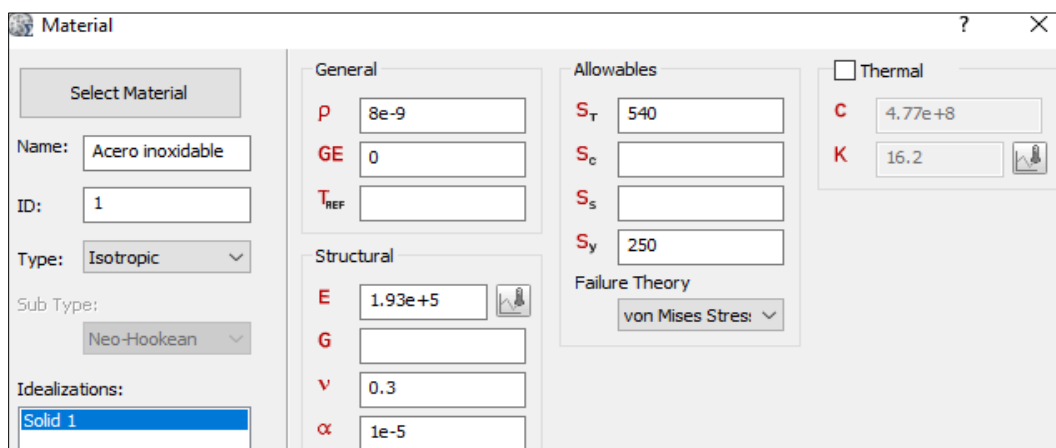 Material
?
Select Material
Name: Acero inoxidable
ID: 1
Type: Isotropic
Sub Type:
Neo-Hookean
Idealizations:
Solid 1
General
ρ 8e-9
GE 0
TREF
Structural
E 1.93e+5
G
ν 0.3
α 1e-5
Allowables
ST 540
Sc
Ss
Sy 250
Failure Theory
von Mises Stres
Thermal
C 4.77e+8
K 16.2